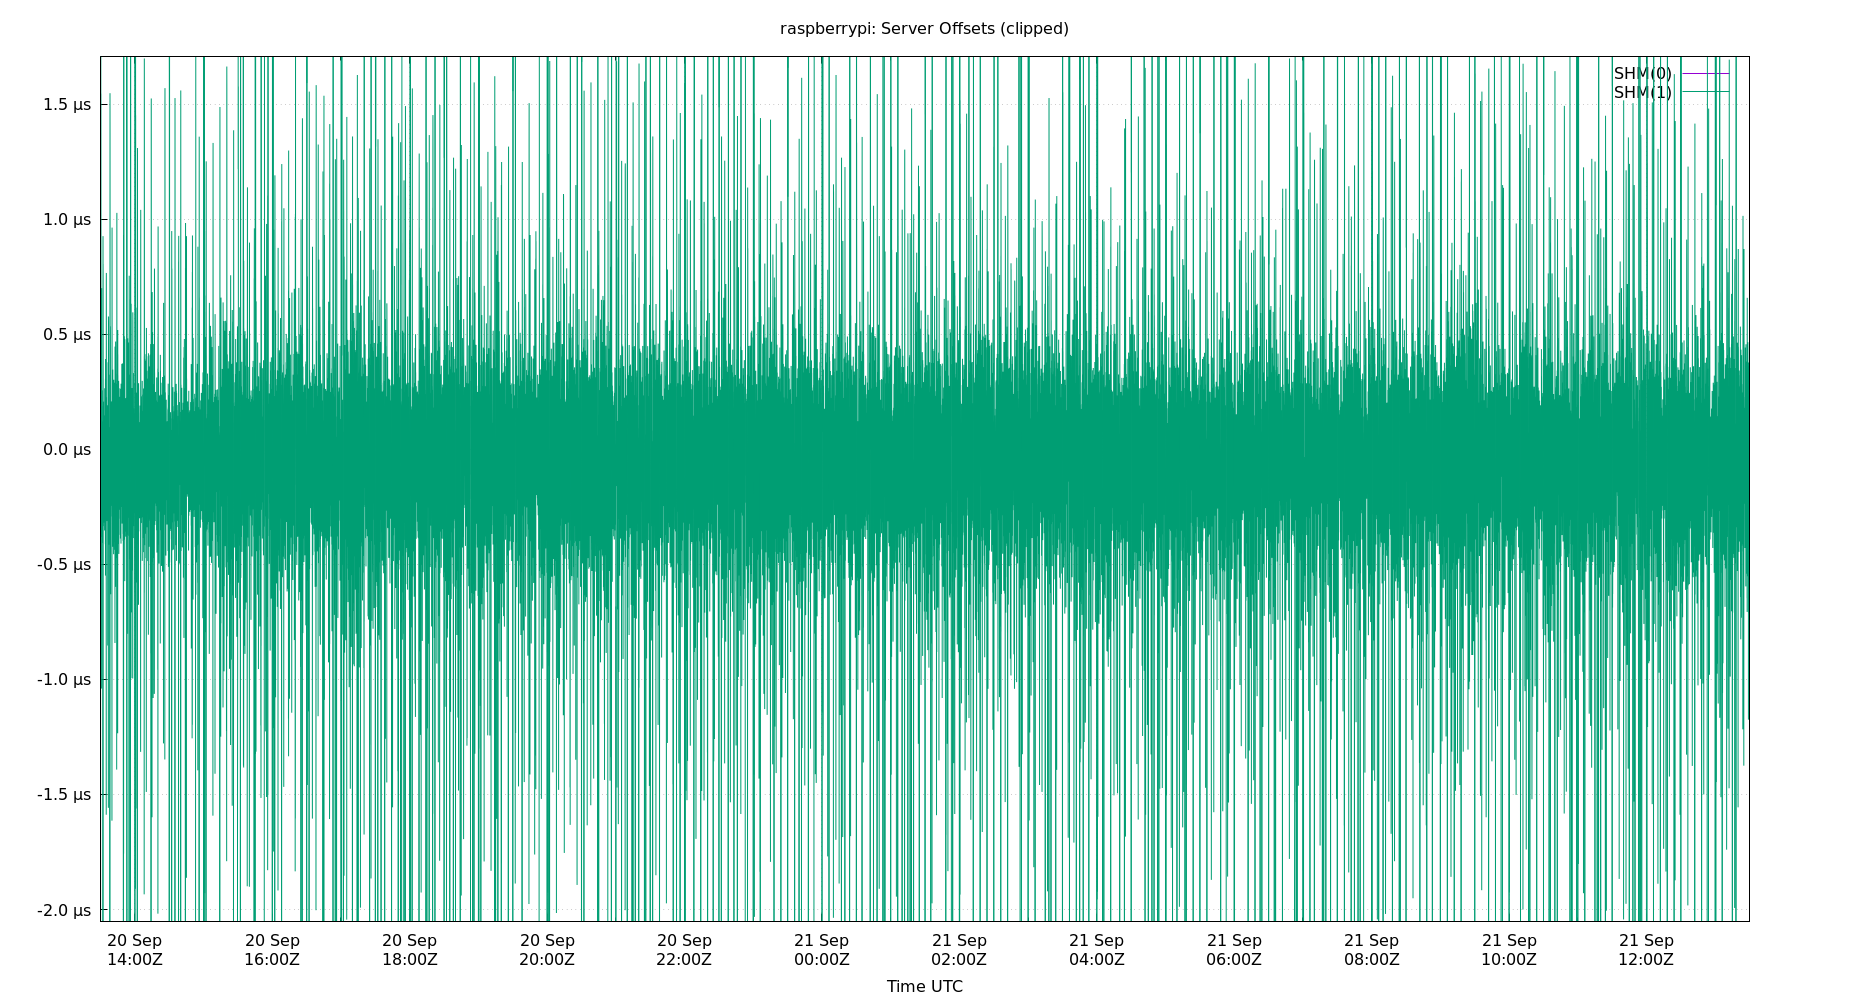 raspberrypi: Server Offsets (clipped)
SHM(0)
SHM(1)
1.5 µs
1.0 µs
0.5 µs
0.0 µs
-0.5 µs
-1.0 µs
-1.5 µs
-2.0 µs
20 Sep 20 Sep 20 Sep 20 Sep 20 Sep 21 Sep 21 Sep 21 Sep 21 Sep 21 Sep 21 Sep 21 Sep
14:00Z 16:00Z 18:00Z 20:00Z 22:00Z 00:00Z 02:00Z 04:00Z 06:00Z 08:00Z 10:00Z 12:00Z
Time UTC